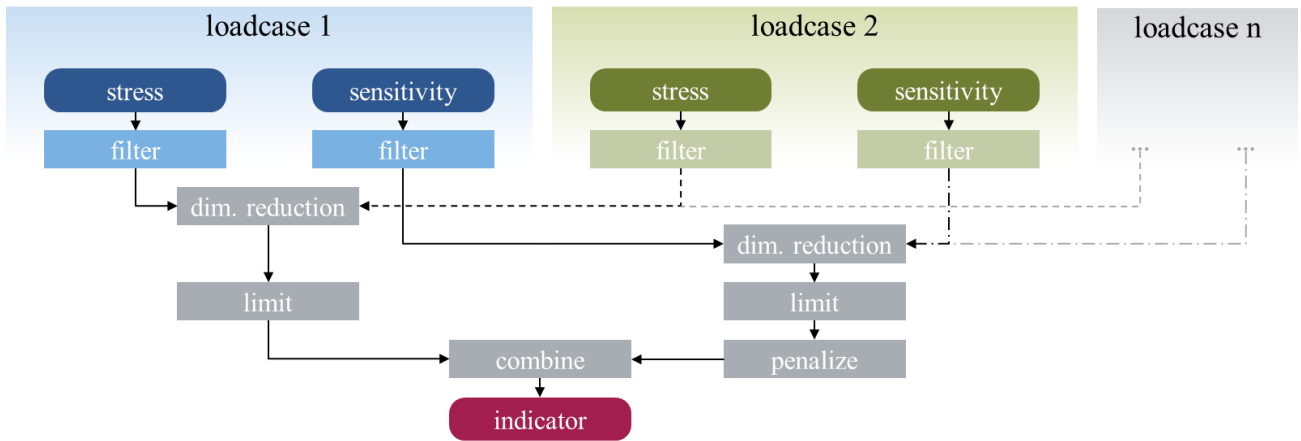 loadcase 1
loadcase 2
loadcase n
stress
sensitivity
stress
sensitivity
filter
filter
filter
filter
...
...
dim. reduction
dim. reduction
limit
limit
combine
penalize
indicator